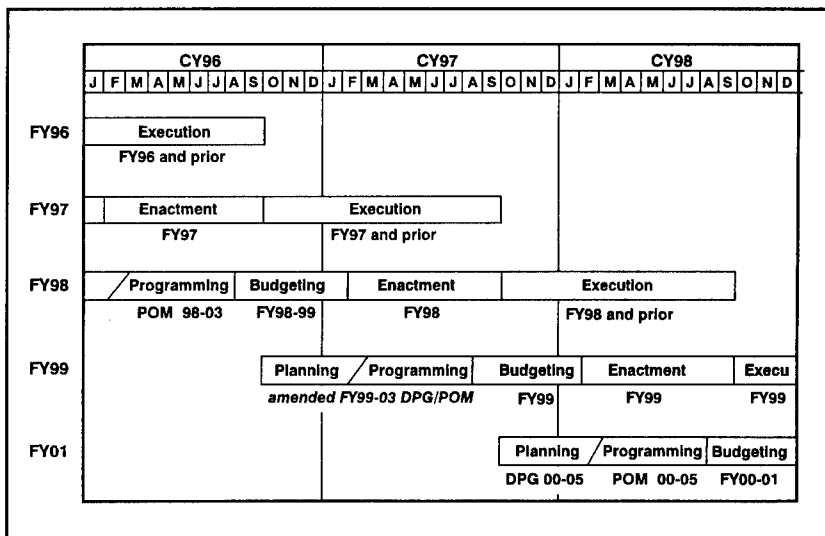 CY96 CY97 CY98
J F M A M J J A S O N D J F M A M J J A S O N D J F M A M J J A S O N D
FY96 Execution
FY96 and prior
FY97 Enactment Execution
FY97 FY97 and prior
FY98 Programming Budgeting Enactment Execution
POM 98-03 FY98-99 FY98 FY98 and prior
FY99 Planning Programming Budgeting Enactment Execu
amended FY99-03 DPG/POM FY99 FY99 FY99
FY01 Planning Programming Budgeting
DPG 00-05 POM 00-05 FY00-01